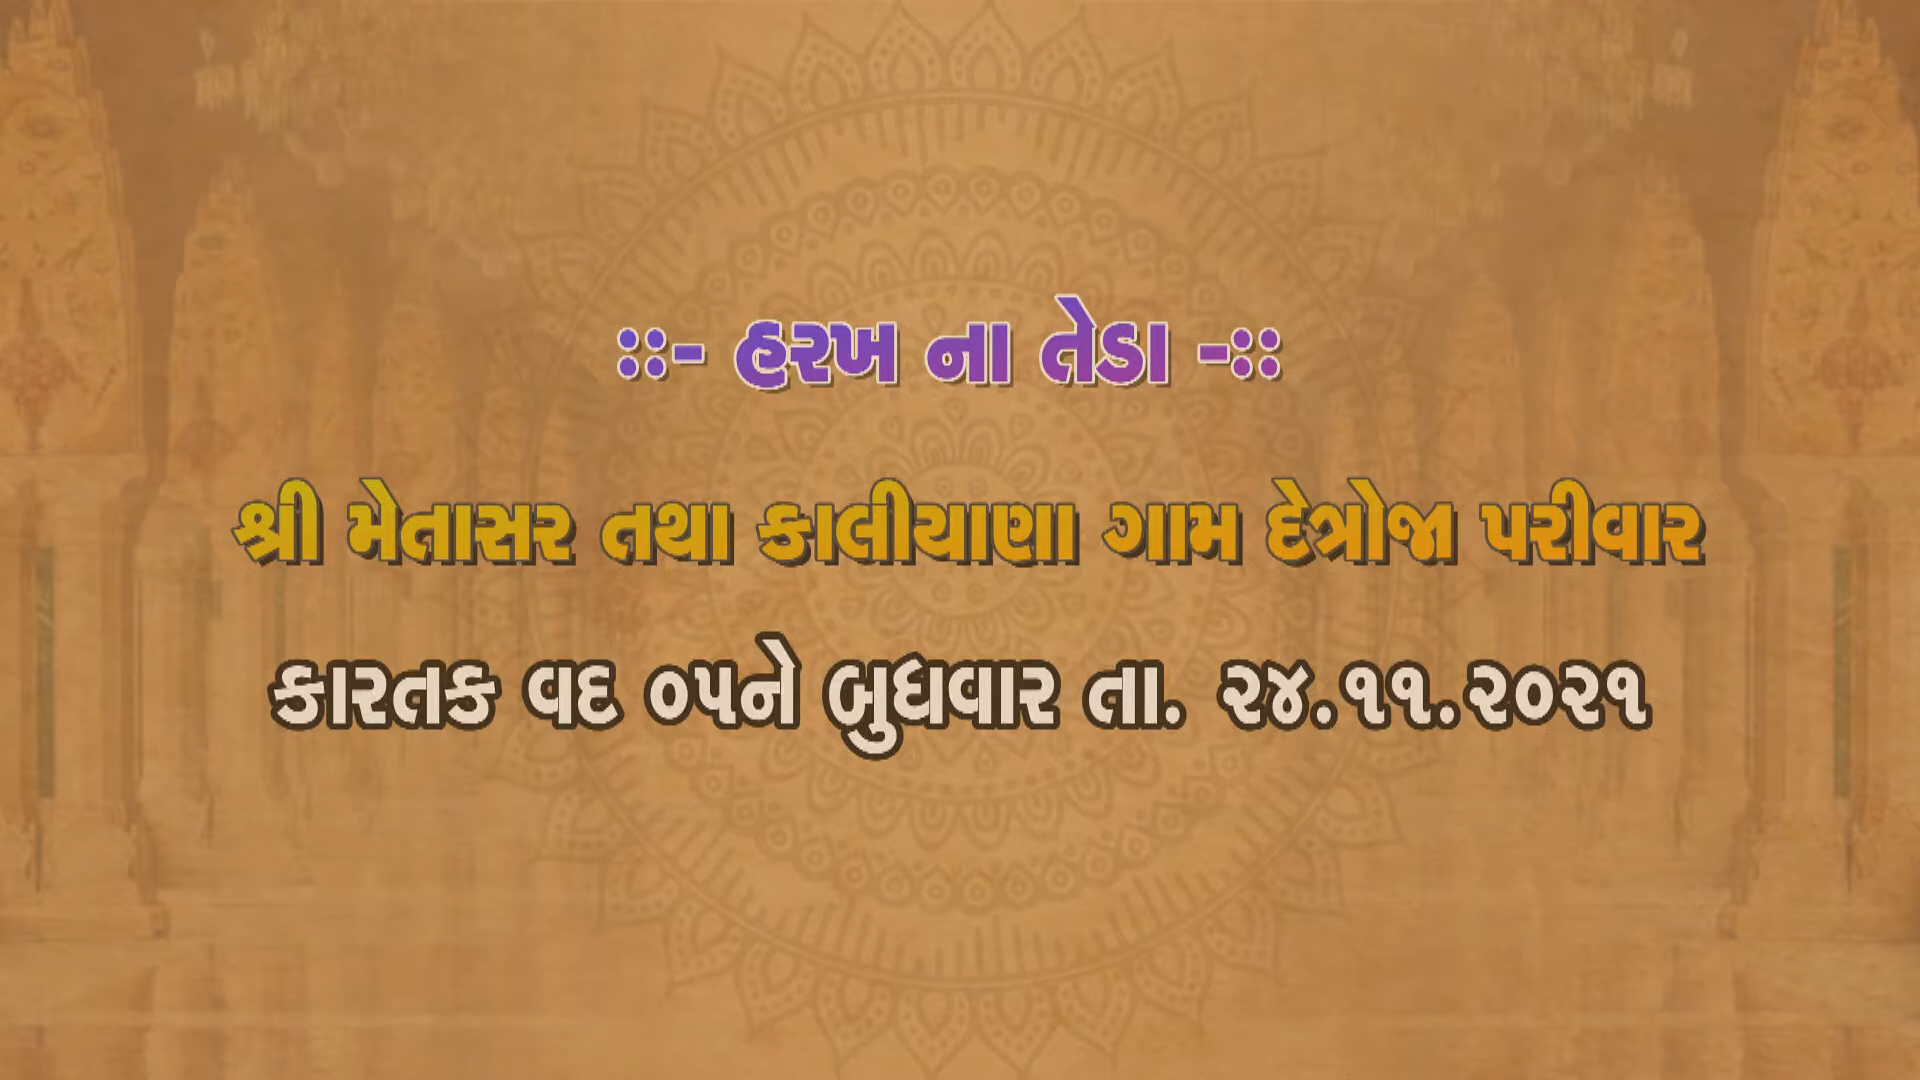 ::- હરખ ના તેડા -::
શ્રી મેતાસર તથા કાલીયાણા ગામ દેત્રોજા પરીવાર
કારતક વદ ૦૫ને બુધવાર તા. ૨૪.૧૧.૨૦૨૧